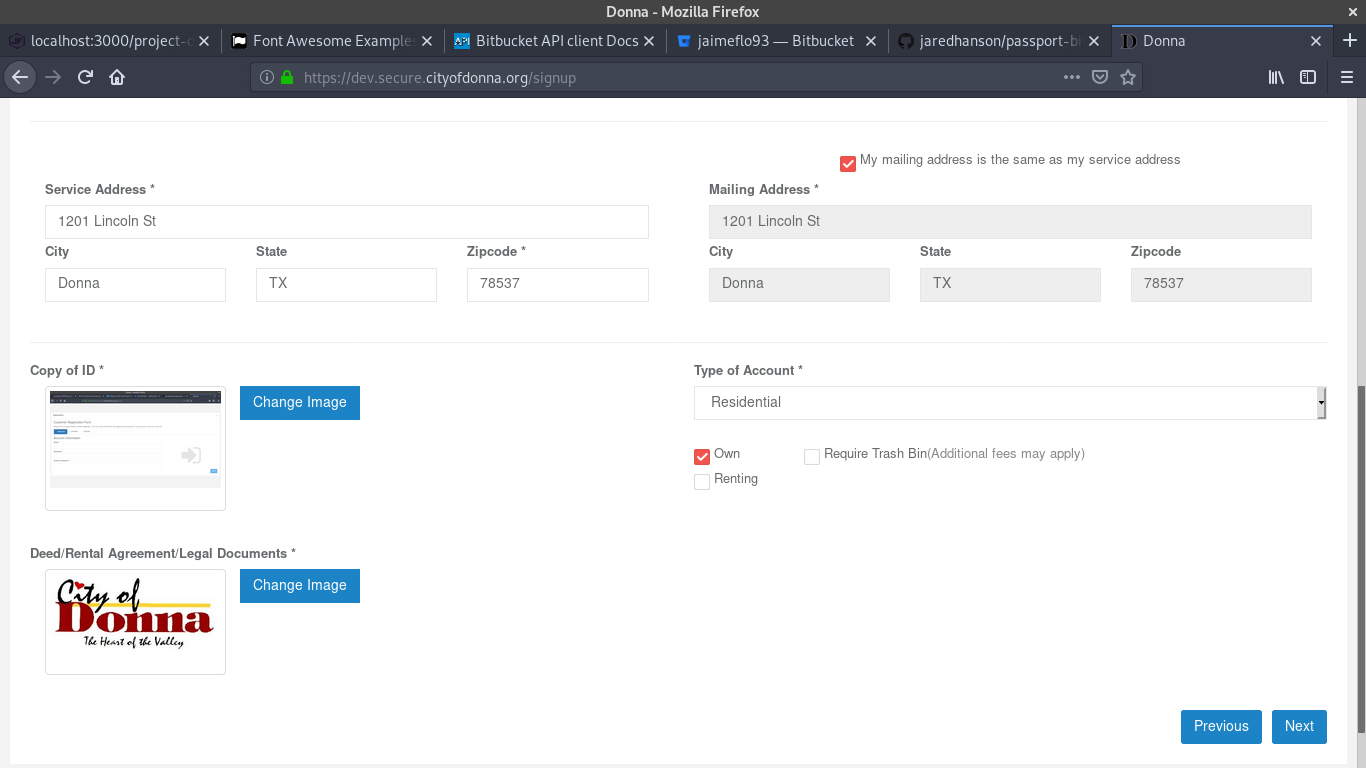 Donna - Mozilla Firefox
localhost:3000/project-d
Font Awesome Examples
Bitbucket API client Docs
jaimeflo93 — Bitbucket
jaredhanson/passport-bi
Donna
https://dev.secure.cityofdonna.org/signup
My mailing address is the same as my service address
Service Address *
Mailing Address *
1201 Lincoln St
1201 Lincoln St
City State Zipcode *
City State Zipcode
Donna TX 78537
Donna TX 78537
Copy of ID *
Type of Account *
Change Image
Residential
Own
Require Trash Bin(Additional fees may apply)
Renting
Deed/Rental Agreement/Legal Documents *
City of
Donna
The Heart of the Valley
Change Image
Previous
Next